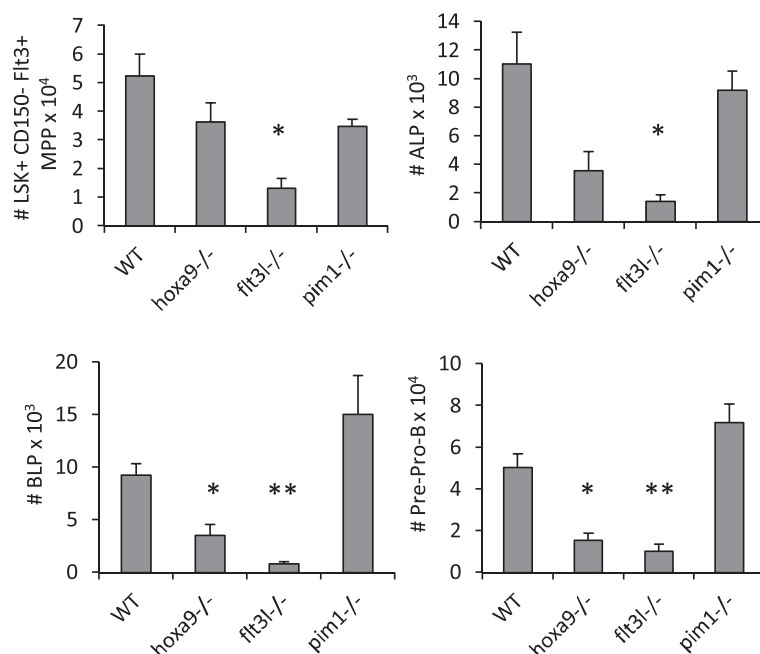 # LSK+ CD150- Flt3+
MPP x 10⁴
7
6
5
4
3
2
1
0
*
WT
hoxa9-/-
flt3l-/-
pim1-/-
# ALP x 10³
14
12
10
8
6
4
2
0
*
WT
hoxa9-/-
flt3l-/-
pim1-/-
# BLP x 10³
20
15
10
5
0
*
**
WT
hoxa9-/-
flt3l-/-
pim1-/-
# Pre-Pro-B x 10⁴
10
8
6
4
2
0
*
**
WT
hoxa9-/-
flt3l-/-
pim1-/-